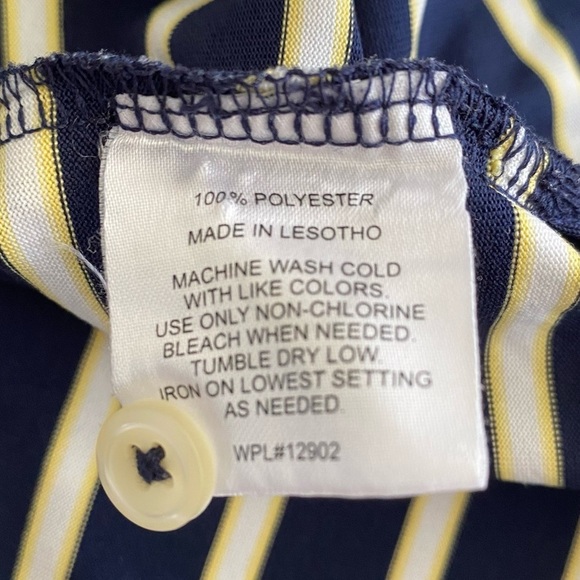 100% POLYESTER
MADE IN LESOTHO
MACHINE WASH COLD
WITH LIKE COLORS.
USE ONLY NON-CHLORINE
BLEACH WHEN NEEDED.
TUMBLE DRY LOW.
IRON ON LOWEST SETTING
AS NEEDED.
WPL#12902